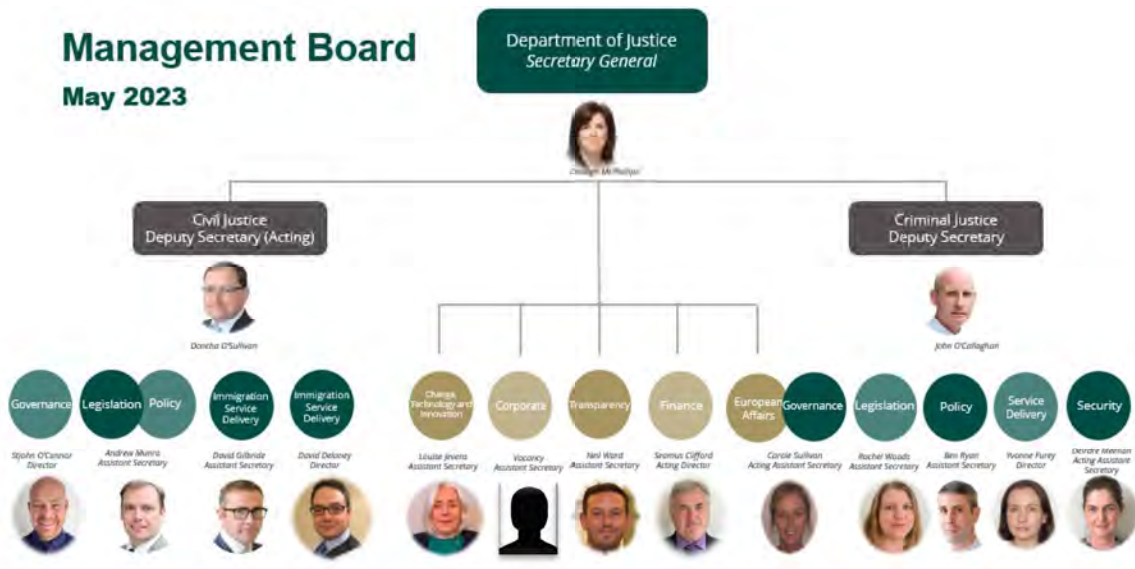 Management Board
May 2023
Department of Justice
Secretary General
Oonagh McPhillips
Civil Justice
Deputy Secretary (Acting)
Criminal Justice
Deputy Secretary
Doncha O'Sullivan
John O'Callaghan
Governance
Legislation
Policy
Immigration
Service
Delivery
Immigration
Service
Delivery
Change,
Technology and
Innovation
Corporate
Transparency
Finance
European
Affairs
Governance
Legislation
Policy
Service
Delivery
Security
Stjohn O'Connor
Director
Andrew Munro
Assistant Secretary
David Gilbride
Assistant Secretary
David Delaney
Director
Louise
Assistant Secretary
Vacancy
Assistant Secretary
Neil Ward
Assistant Secretary
Seamus Clifford
Acting Director
Carole Sullivan
Acting Assistant Secretary
Rachel Woods
Assistant Secretary
Ben Ryan
Assistant Secretary
Yvonne Furey
Director
Deirdre Meenan
Acting Assistant
Secretary